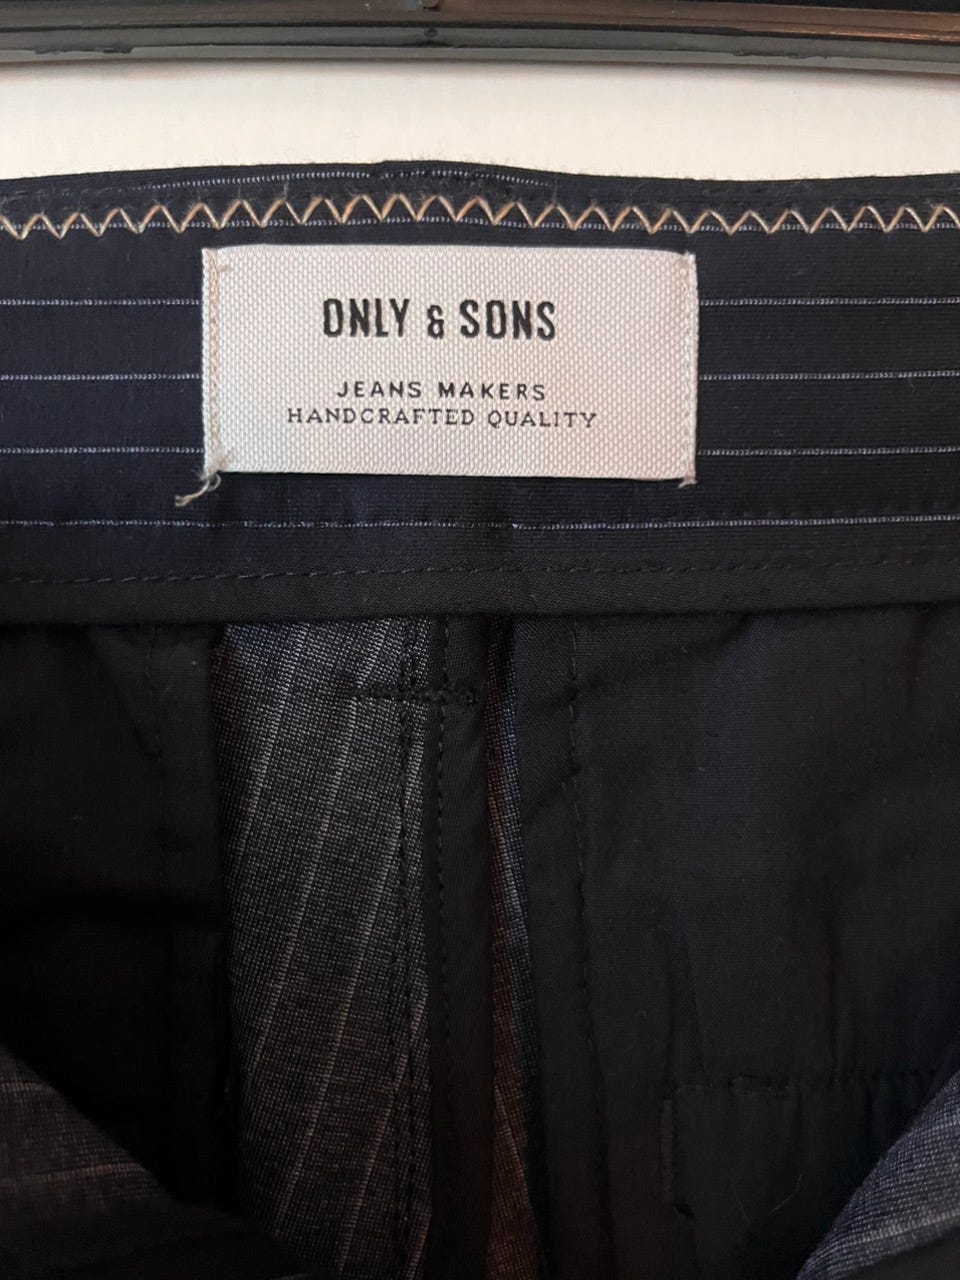 ONLY & SONS
JEANS MAKERS
HANDCRAFTED QUALITY